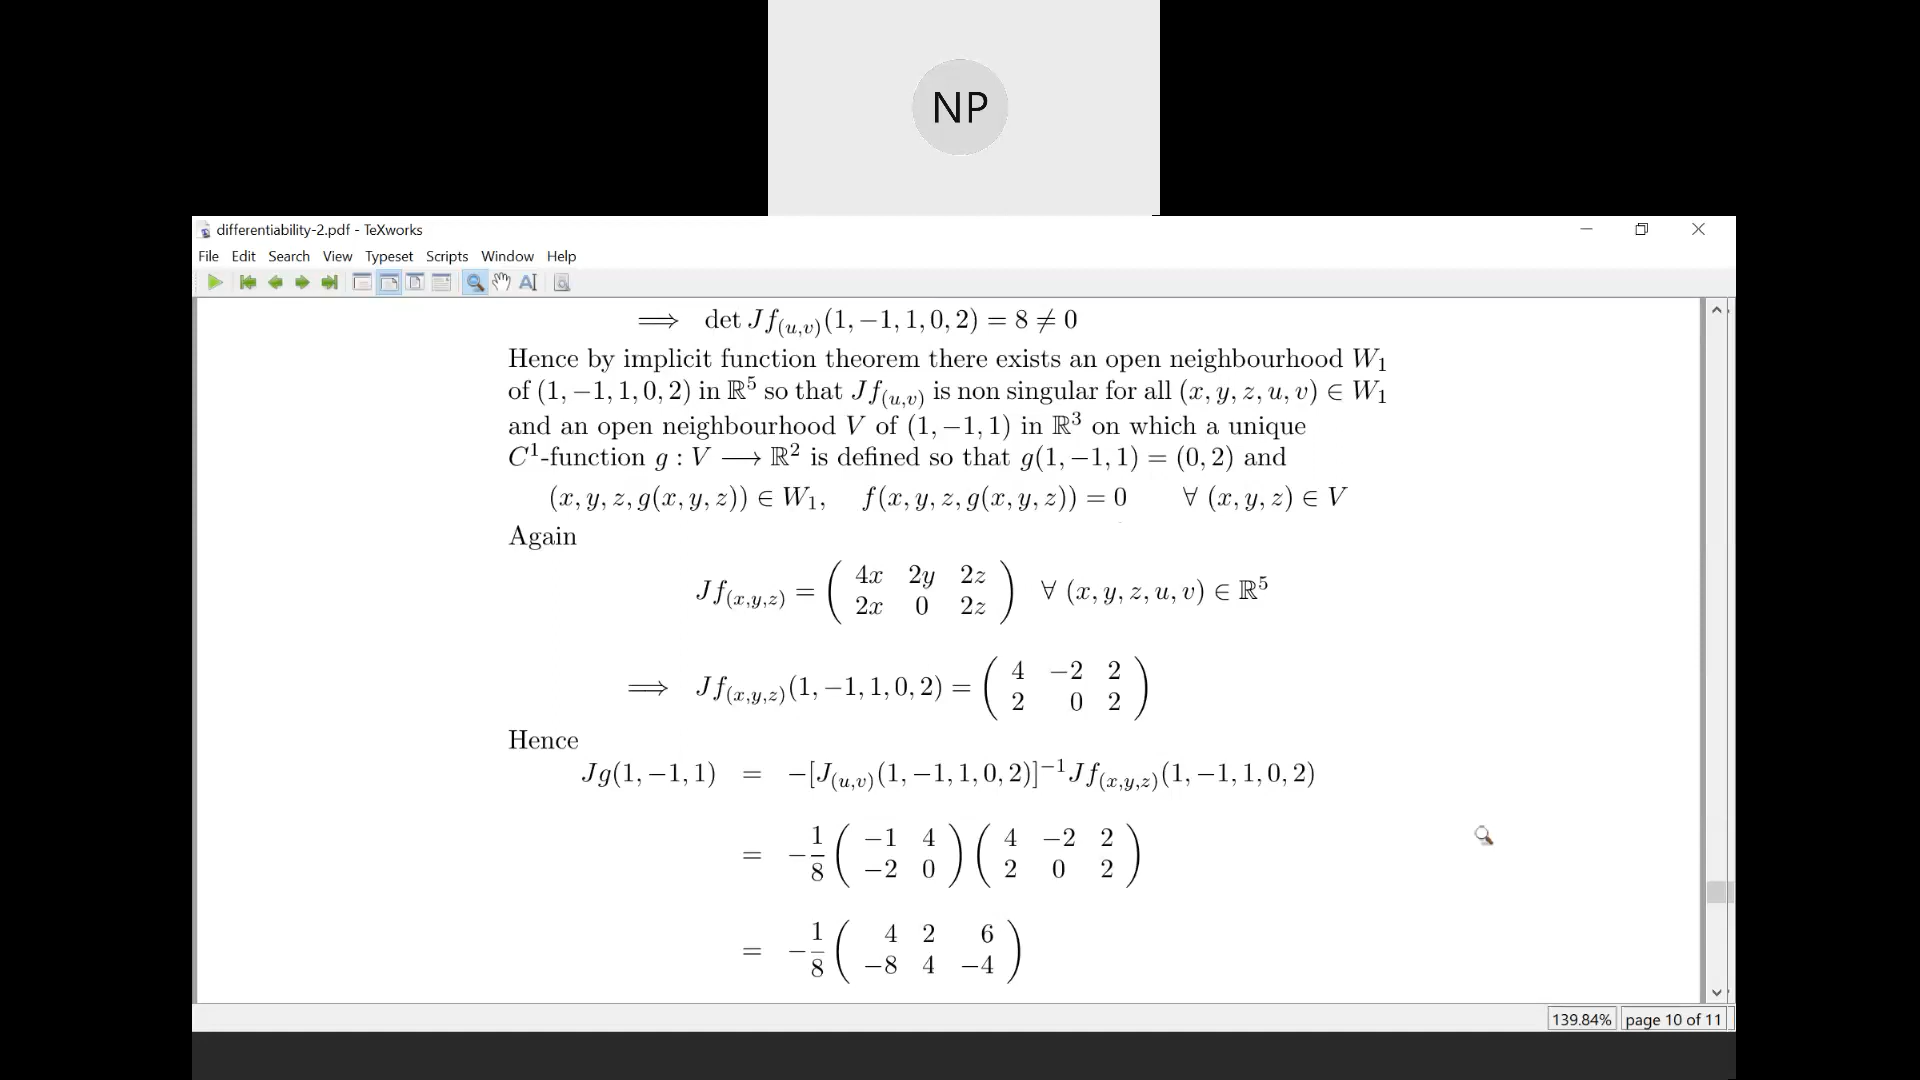 NP
differentiability-2.pdf - TeXworks
File Edit Search View Typeset Scripts Window Help
⟹ det Jf_{(u,v)}(1, −1, 1, 0, 2) = 8 ≠ 0
Hence by implicit function theorem there exists an open neighbourhood W₁
of (1, −1, 1, 0, 2) in ℝ⁵ so that Jf_{(u,v)} is non singular for all (x, y, z, u, v) ∈ W₁
and an open neighbourhood V of (1, −1, 1) in ℝ³ on which a unique
C¹-function g : V ⟶ ℝ² is defined so that g(1, −1, 1) = (0, 2) and
(x, y, z, g(x, y, z)) ∈ W₁, f(x, y, z, g(x, y, z)) = 0 ∀ (x, y, z) ∈ V
Again
Jf_{(x,y,z)} = ( 4x 2y 2z ; 2x 0 2z ) ∀ (x, y, z, u, v) ∈ ℝ⁵
⟹ Jf_{(x,y,z)}(1, −1, 1, 0, 2) = ( 4 −2 2 ; 2 0 2 )
Hence
Jg(1, −1, 1) = −[J_{(u,v)}(1, −1, 1, 0, 2)]⁻¹Jf_{(x,y,z)}(1, −1, 1, 0, 2)
= −1/8 ( −1 4 ; −2 0 ) ( 4 −2 2 ; 2 0 2 )
= −1/8 ( 4 2 6 ; −8 4 −4 )
139.84% page 10 of 11